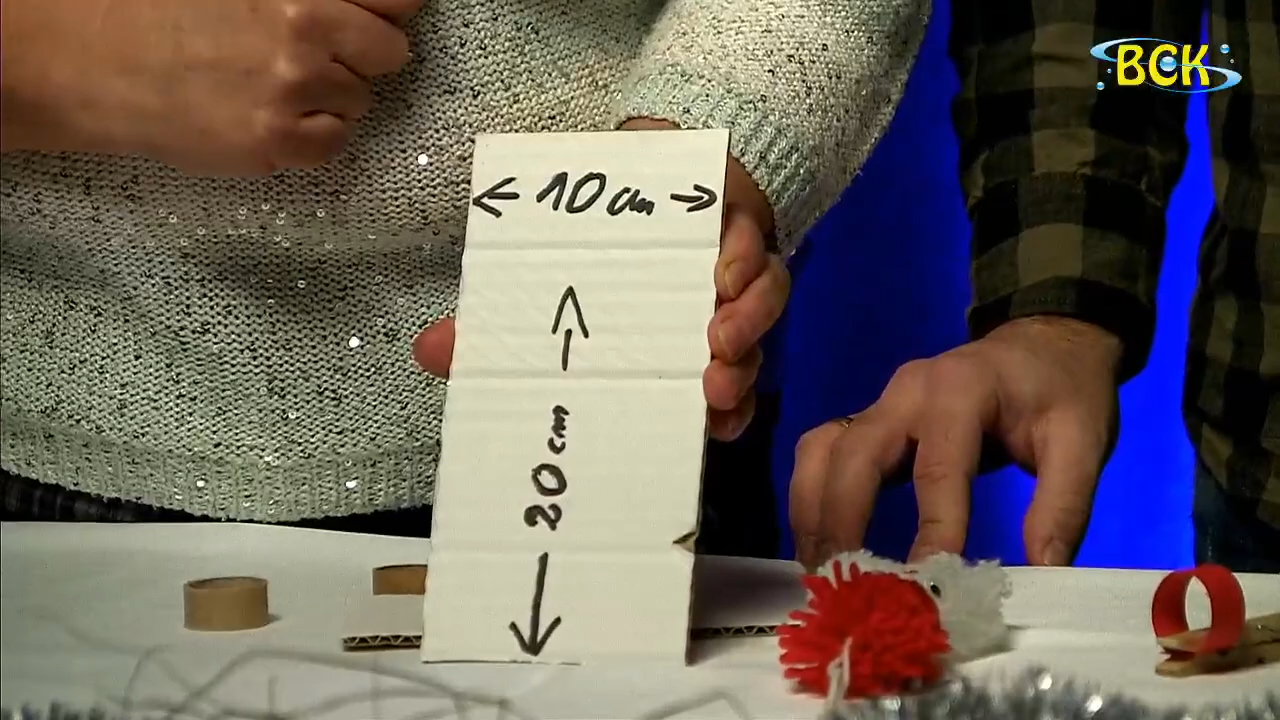 BCK
← 10 cm →
← 20 cm →